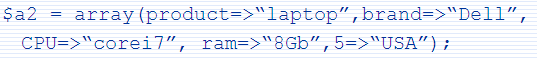 $a2 = array(product=>“laptop”,brand=>“Dell”,
CPU=>“corei7”, ram=>“8Gb”,5=>“USA”);